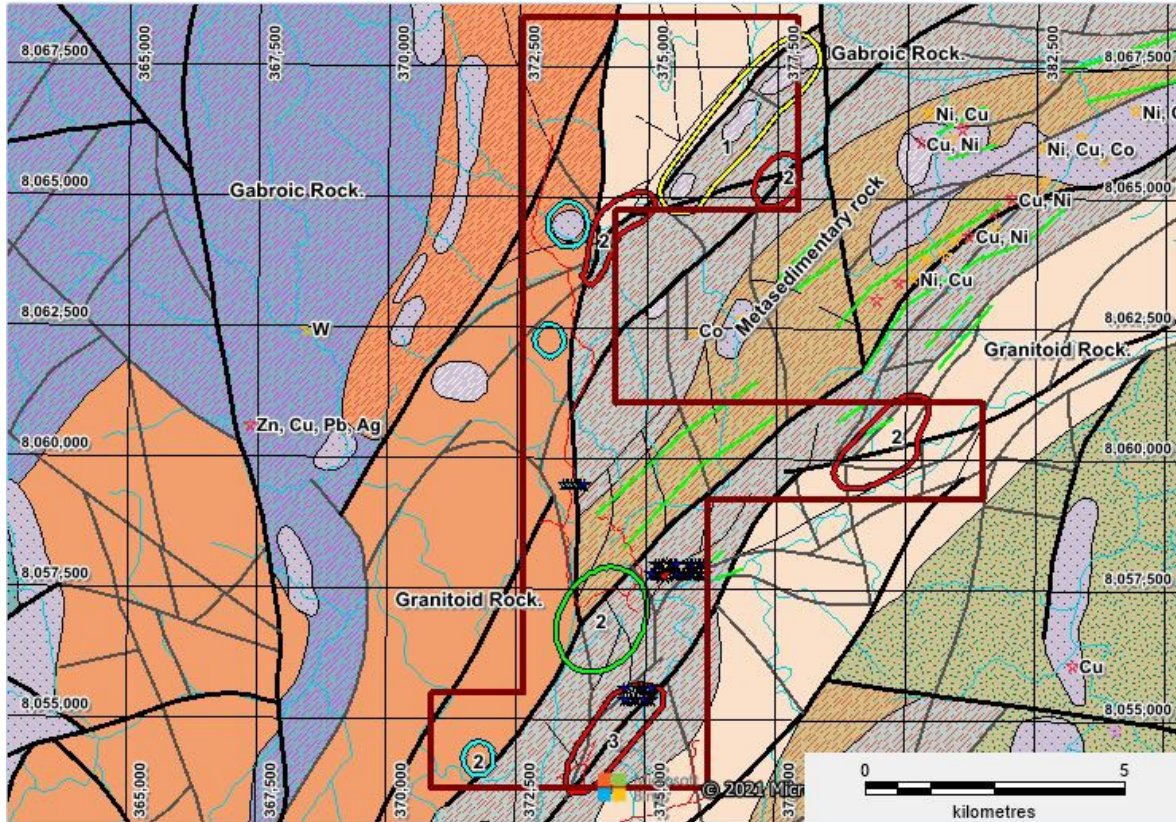 8,067,500
365,000
367,500
370,000
372,500
375,000
377,500
Gabroic Rock.
382,500
8,067,500
1
Ni, Cu
Cu, Ni
Ni, Cu, Co
Gabroic Rock.
8,065,000
2
2
8,065,000
Metasedimentary rock
Cu, Ni
Cu, Ni
Ni, Cu
8,062,500
W
Co
8,062,500
Granitoid Rock.
Zn, Cu, Pb, Ag
2
8,060,000
8,060,000
8,057,500
8,057,500
Granitoid Rock.
2
Cu
8,055,000
8,055,000
3
2
365,000
367,500
370,000
372,500
375,000
© 2021
0 5
kilometres